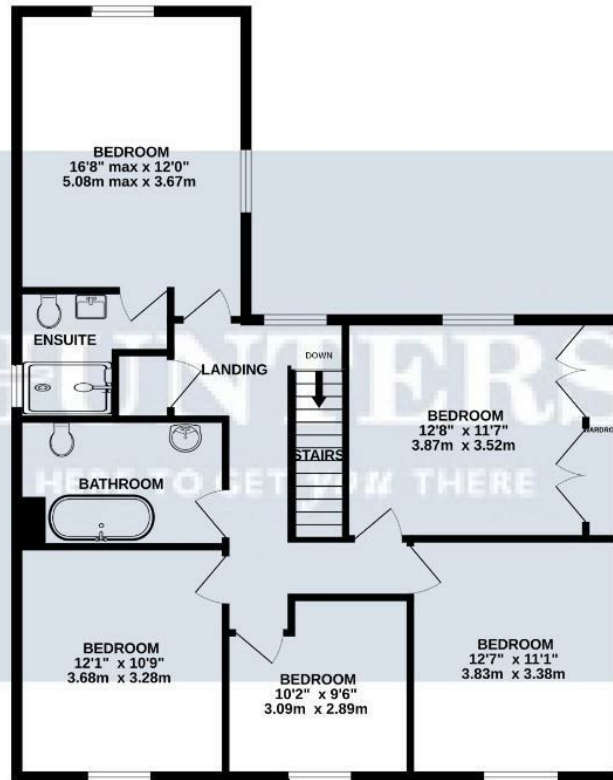 BEDROOM
16'8" max x 12'0"
5.08m max x 3.67m
ENSUITE
LANDING
DOWN
STAIRS
BEDROOM
12'8" x 11'7"
3.87m x 3.52m
WARDRO
HUNTERS
HERE TO GET you THERE
BATHROOM
BEDROOM
12'1" x 10'9"
3.68m x 3.28m
BEDROOM
10'2" x 9'6"
3.09m x 2.89m
BEDROOM
12'7" x 11'1"
3.83m x 3.38m